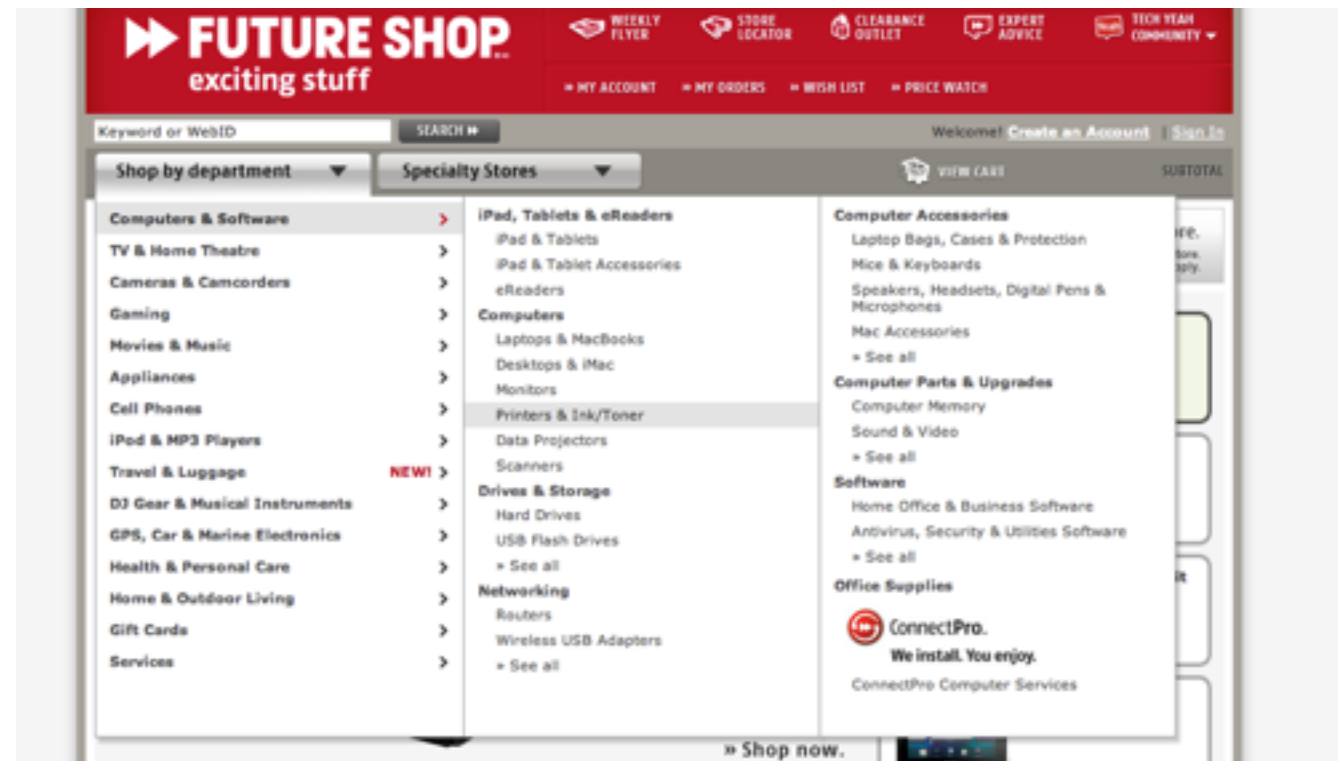 FUTURE SHOP
exciting stuff
WEEKLY FLYER
STORE LOCATOR
CLEARANCE OUTLET
EXPERT ADVICE
TECH YEAH COMMUNITY
» MY ACCOUNT » MY ORDERS » WISH LIST » PRICE WATCH
Keyword or WebID
SEARCH
Welcome! Create an Account | Sign In
Shop by department
Specialty Stores
VIEW CART
SUBTOTAL
Computers & Software
TV & Home Theatre
Cameras & Camcorders
Gaming
Movies & Music
Appliances
Cell Phones
iPod & MP3 Players
Travel & Luggage NEW!
DJ Gear & Musical Instruments
GPS, Car & Marine Electronics
Health & Personal Care
Home & Outdoor Living
Gift Cards
Services
iPad, Tablets & eReaders
iPad & Tablets
iPad & Tablet Accessories
eReaders
Computers
Laptops & MacBooks
Desktops & iMac
Monitors
Printers & Ink/Toner
Data Projectors
Scanners
Drives & Storage
Hard Drives
USB Flash Drives
» See all
Networking
Routers
Wireless USB Adapters
» See all
Computer Accessories
Laptop Bags, Cases & Protection
Mice & Keyboards
Speakers, Headsets, Digital Pens &
Microphones
Mac Accessories
» See all
Computer Parts & Upgrades
Computer Memory
Sound & Video
» See all
Software
Home Office & Business Software
Antivirus, Security & Utilities Software
» See all
Office Supplies
ConnectPro.
We install. You enjoy.
ConnectPro Computer Services
» Shop now.